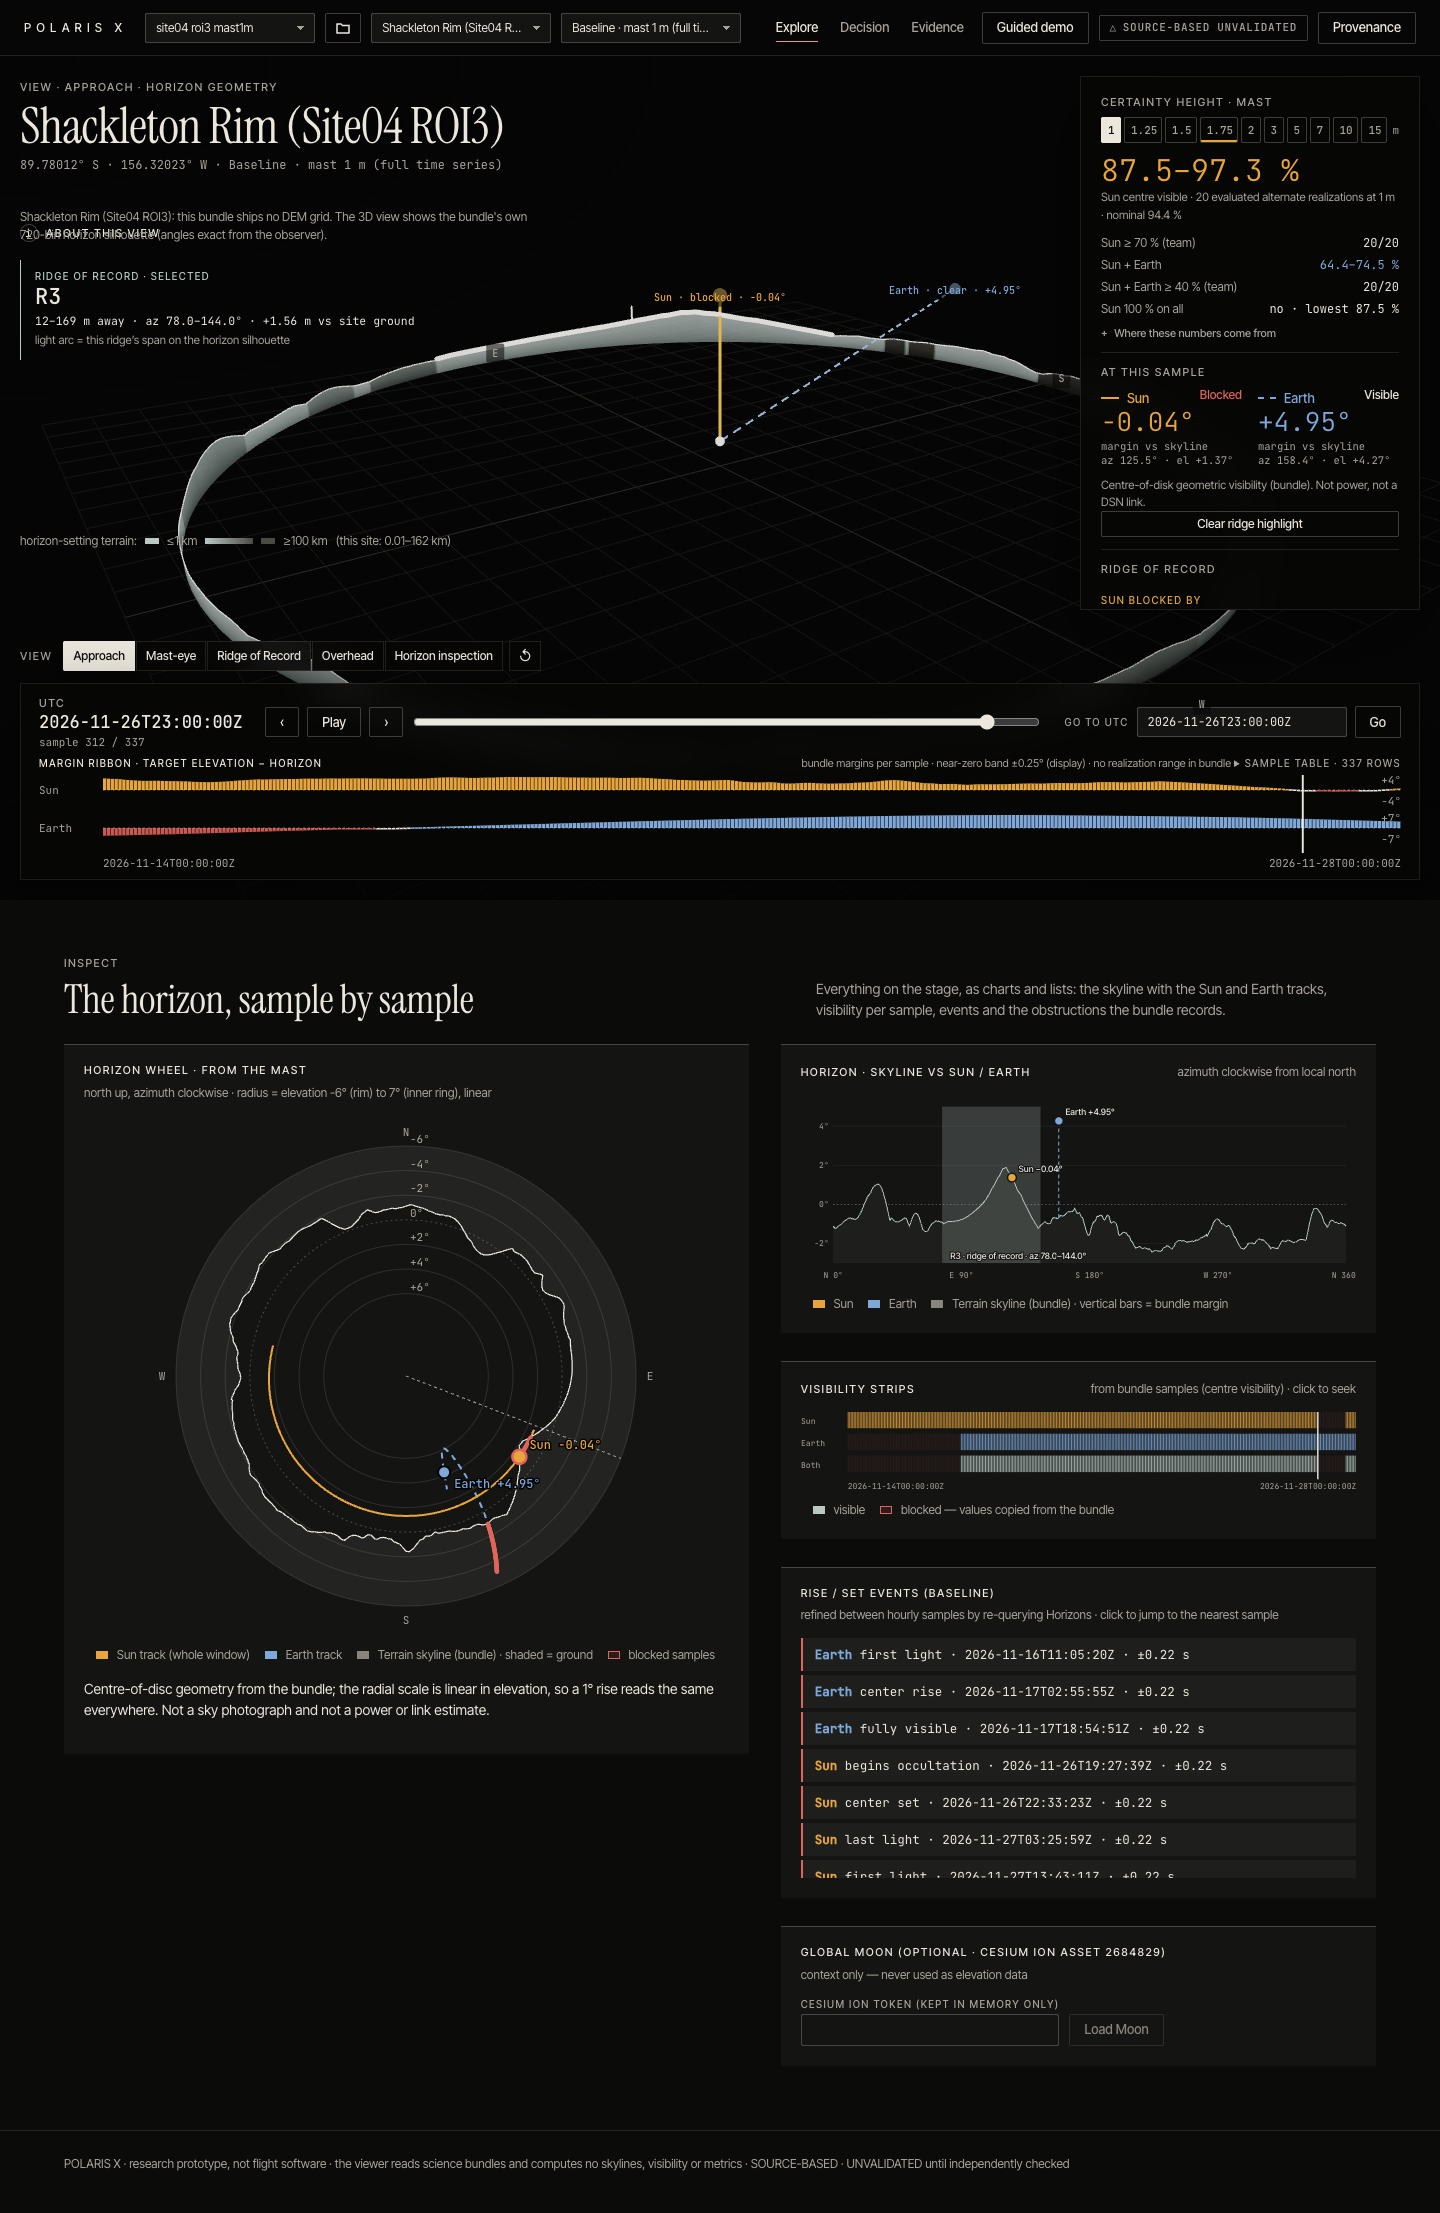 POLARIS X
site04 roi3 mast1m
Shackleton Rim (Site04 R...
Baseline · mast 1 m (full ti...
Explore
Decision
Evidence
Guided demo
△ SOURCE-BASED UNVALIDATED
Provenance
VIEW · APPROACH · HORIZON GEOMETRY
Shackleton Rim (Site04 ROI3)
89.78012° S · 156.32023° W · Baseline · mast 1 m (full time series)
Shackleton Rim (Site04 ROI3): this bundle ships no DEM grid. The 3D view shows the bundle's own
720-bin horizon silhouette (angles exact from the observer).
ABOUT THIS VIEW
RIDGE OF RECORD · SELECTED
R3
12–169 m away · az 78.0–144.0° · +1.56 m vs site ground
light arc = this ridge's span on the horizon silhouette
Sun · blocked · -0.04°
Earth · clear · +4.95°
E
S
W
horizon-setting terrain: ≤1 km ≥100 km (this site: 0.01–162 km)
CERTAINTY HEIGHT · MAST
1 1.25 1.5 1.75 2 3 5 7 10 15 m
87.5–97.3 %
Sun centre visible · 20 evaluated alternate realizations at 1 m
· nominal 94.4 %
Sun ≥ 70 % (team) 20/20
Sun + Earth 64.4–74.5 %
Sun + Earth ≥ 40 % (team) 20/20
Sun 100 % on all no · lowest 87.5 %
+ Where these numbers come from
AT THIS SAMPLE
Sun Blocked
-0.04°
margin vs skyline
az 125.5° · el +1.37°
Earth Visible
+4.95°
margin vs skyline
az 158.4° · el +4.27°
Centre-of-disk geometric visibility (bundle). Not power, not a
DSN link.
Clear ridge highlight
RIDGE OF RECORD
SUN BLOCKED BY
VIEW
Approach
Mast-eye
Ridge of Record
Overhead
Horizon inspection
UTC
2026-11-26T23:00:00Z
sample 312 / 337
‹
Play
›
GO TO UTC
2026-11-26T23:00:00Z
Go
MARGIN RIBBON · TARGET ELEVATION − HORIZON
bundle margins per sample · near-zero band ±0.25° (display) · no realization range in bundle
▸ SAMPLE TABLE · 337 ROWS
Sun
+4°
-4°
Earth
+7°
-7°
2026-11-14T00:00:00Z
2026-11-28T00:00:00Z
INSPECT
The horizon, sample by sample
Everything on the stage, as charts and lists: the skyline with the Sun and Earth tracks,
visibility per sample, events and the obstructions the bundle records.
HORIZON WHEEL · FROM THE MAST
north up, azimuth clockwise · radius = elevation -6° (rim) to 7° (inner ring), linear
N
-6°
-4°
-2°
0°
+2°
+4°
+6°
W
E
Sun -0.04°
Earth +4.95°
S
Sun track (whole window)
Earth track
Terrain skyline (bundle) · shaded = ground
blocked samples
Centre-of-disc geometry from the bundle; the radial scale is linear in elevation, so a 1° rise reads the same
everywhere. Not a sky photograph and not a power or link estimate.
HORIZON · SKYLINE VS SUN / EARTH
azimuth clockwise from local north
4°
2°
0°
-2°
Earth +4.95°
Sun −0.04°
R3 · ridge of record · az 78.0–144.0°
N 0° E 90° S 180° W 270° N 360
Sun
Earth
Terrain skyline (bundle) · vertical bars = bundle margin
VISIBILITY STRIPS
from bundle samples (centre visibility) · click to seek
Sun
Earth
Both
2026-11-14T00:00:00Z
2026-11-28T00:00:00Z
visible
blocked — values copied from the bundle
RISE / SET EVENTS (BASELINE)
refined between hourly samples by re-querying Horizons · click to jump to the nearest sample
Earth first light · 2026-11-16T11:05:20Z · ±0.22 s
Earth center rise · 2026-11-17T02:55:55Z · ±0.22 s
Earth fully visible · 2026-11-17T18:54:51Z · ±0.22 s
Sun begins occultation · 2026-11-26T19:27:39Z · ±0.22 s
Sun center set · 2026-11-26T22:33:23Z · ±0.22 s
Sun last light · 2026-11-27T03:25:59Z · ±0.22 s
Sun first light · 2026-11-27T13:43:11Z · ±0.22 s
GLOBAL MOON (OPTIONAL · CESIUM ION ASSET 2684829)
context only — never used as elevation data
CESIUM ION TOKEN (KEPT IN MEMORY ONLY)
Load Moon
POLARIS X · research prototype, not flight software · the viewer reads science bundles and computes no skylines, visibility or metrics · SOURCE-BASED · UNVALIDATED until independently checked